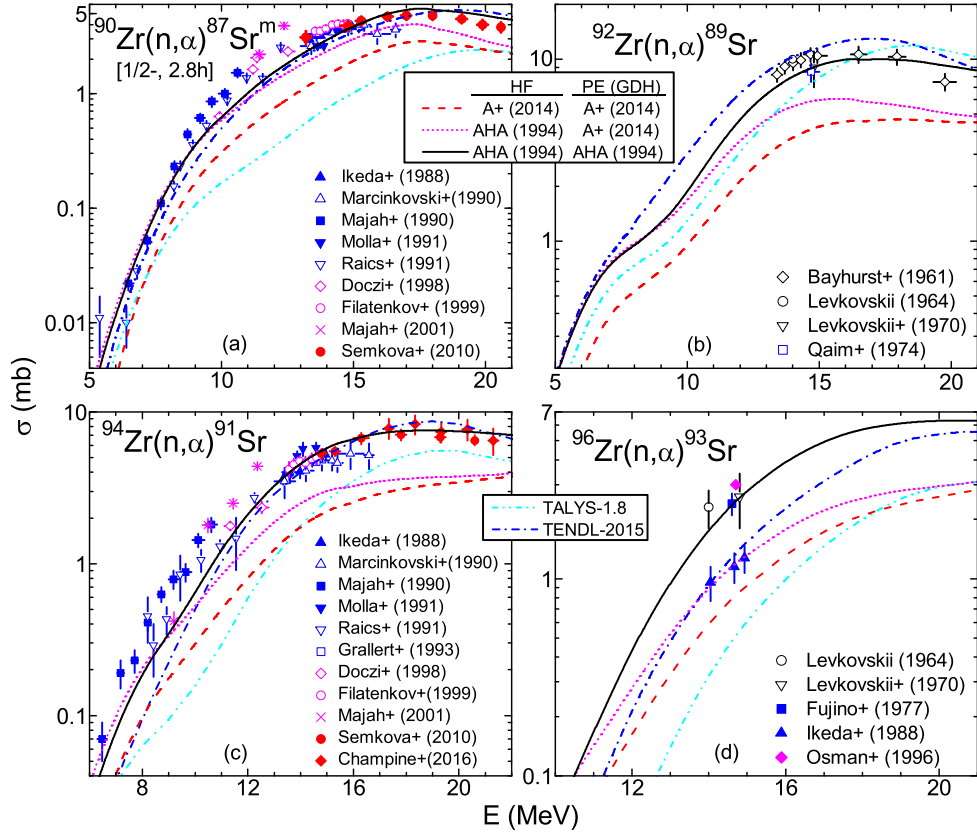 90Zr(n,α)87Srm
[1/2-, 2.8h]
5
1
0.1
0.01
5 10 15 20
(a)
Ikeda+ (1988)
Marcinkovski+(1990)
Majah+ (1990)
Molla+ (1991)
Raics+ (1991)
Doczi+ (1998)
Filatenkov+ (1999)
Majah+ (2001)
Semkova+ (2010)
92Zr(n,α)89Sr
10
1
5 10 15 20
(b)
HF PE (GDH)
A+ (2014) A+ (2014)
AHA (1994) A+ (2014)
AHA (1994) AHA (1994)
Bayhurst+ (1961)
Levkovskii (1964)
Levkovskii+ (1970)
Qaim+ (1974)
σ (mb)
94Zr(n,α)91Sr
10
1
0.1
8 12 16 20
(c)
Ikeda+ (1988)
Marcinkovski+(1990)
Majah+ (1990)
Molla+ (1991)
Raics+ (1991)
Grallert+ (1993)
Doczi+ (1998)
Filatenkov+(1999)
Majah+ (2001)
Semkova+ (2010)
Champine+(2016)
TALYS-1.8
TENDL-2015
96Zr(n,α)93Sr
7
1
0.1
12 16 20
(d)
Levkovskii (1964)
Levkovskii+ (1970)
Fujino+ (1977)
Ikeda+ (1988)
Osman+ (1996)
E (MeV)